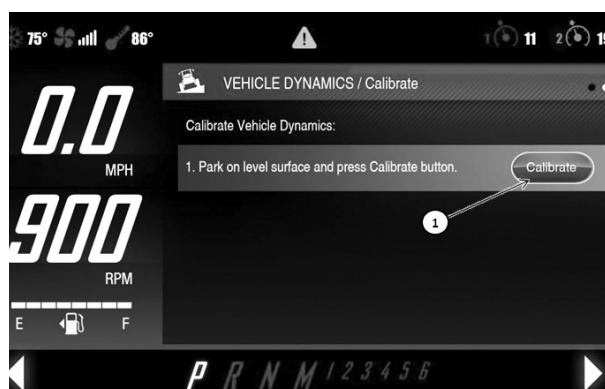 75° 86° 1 11 2
VEHICLE DYNAMICS / Calibrate
0.0
MPH
Calibrate Vehicle Dynamics:
1. Park on level surface and press Calibrate button. Calibrate
1
900
RPM
E F
P R N M 1 2 3 4 5 6